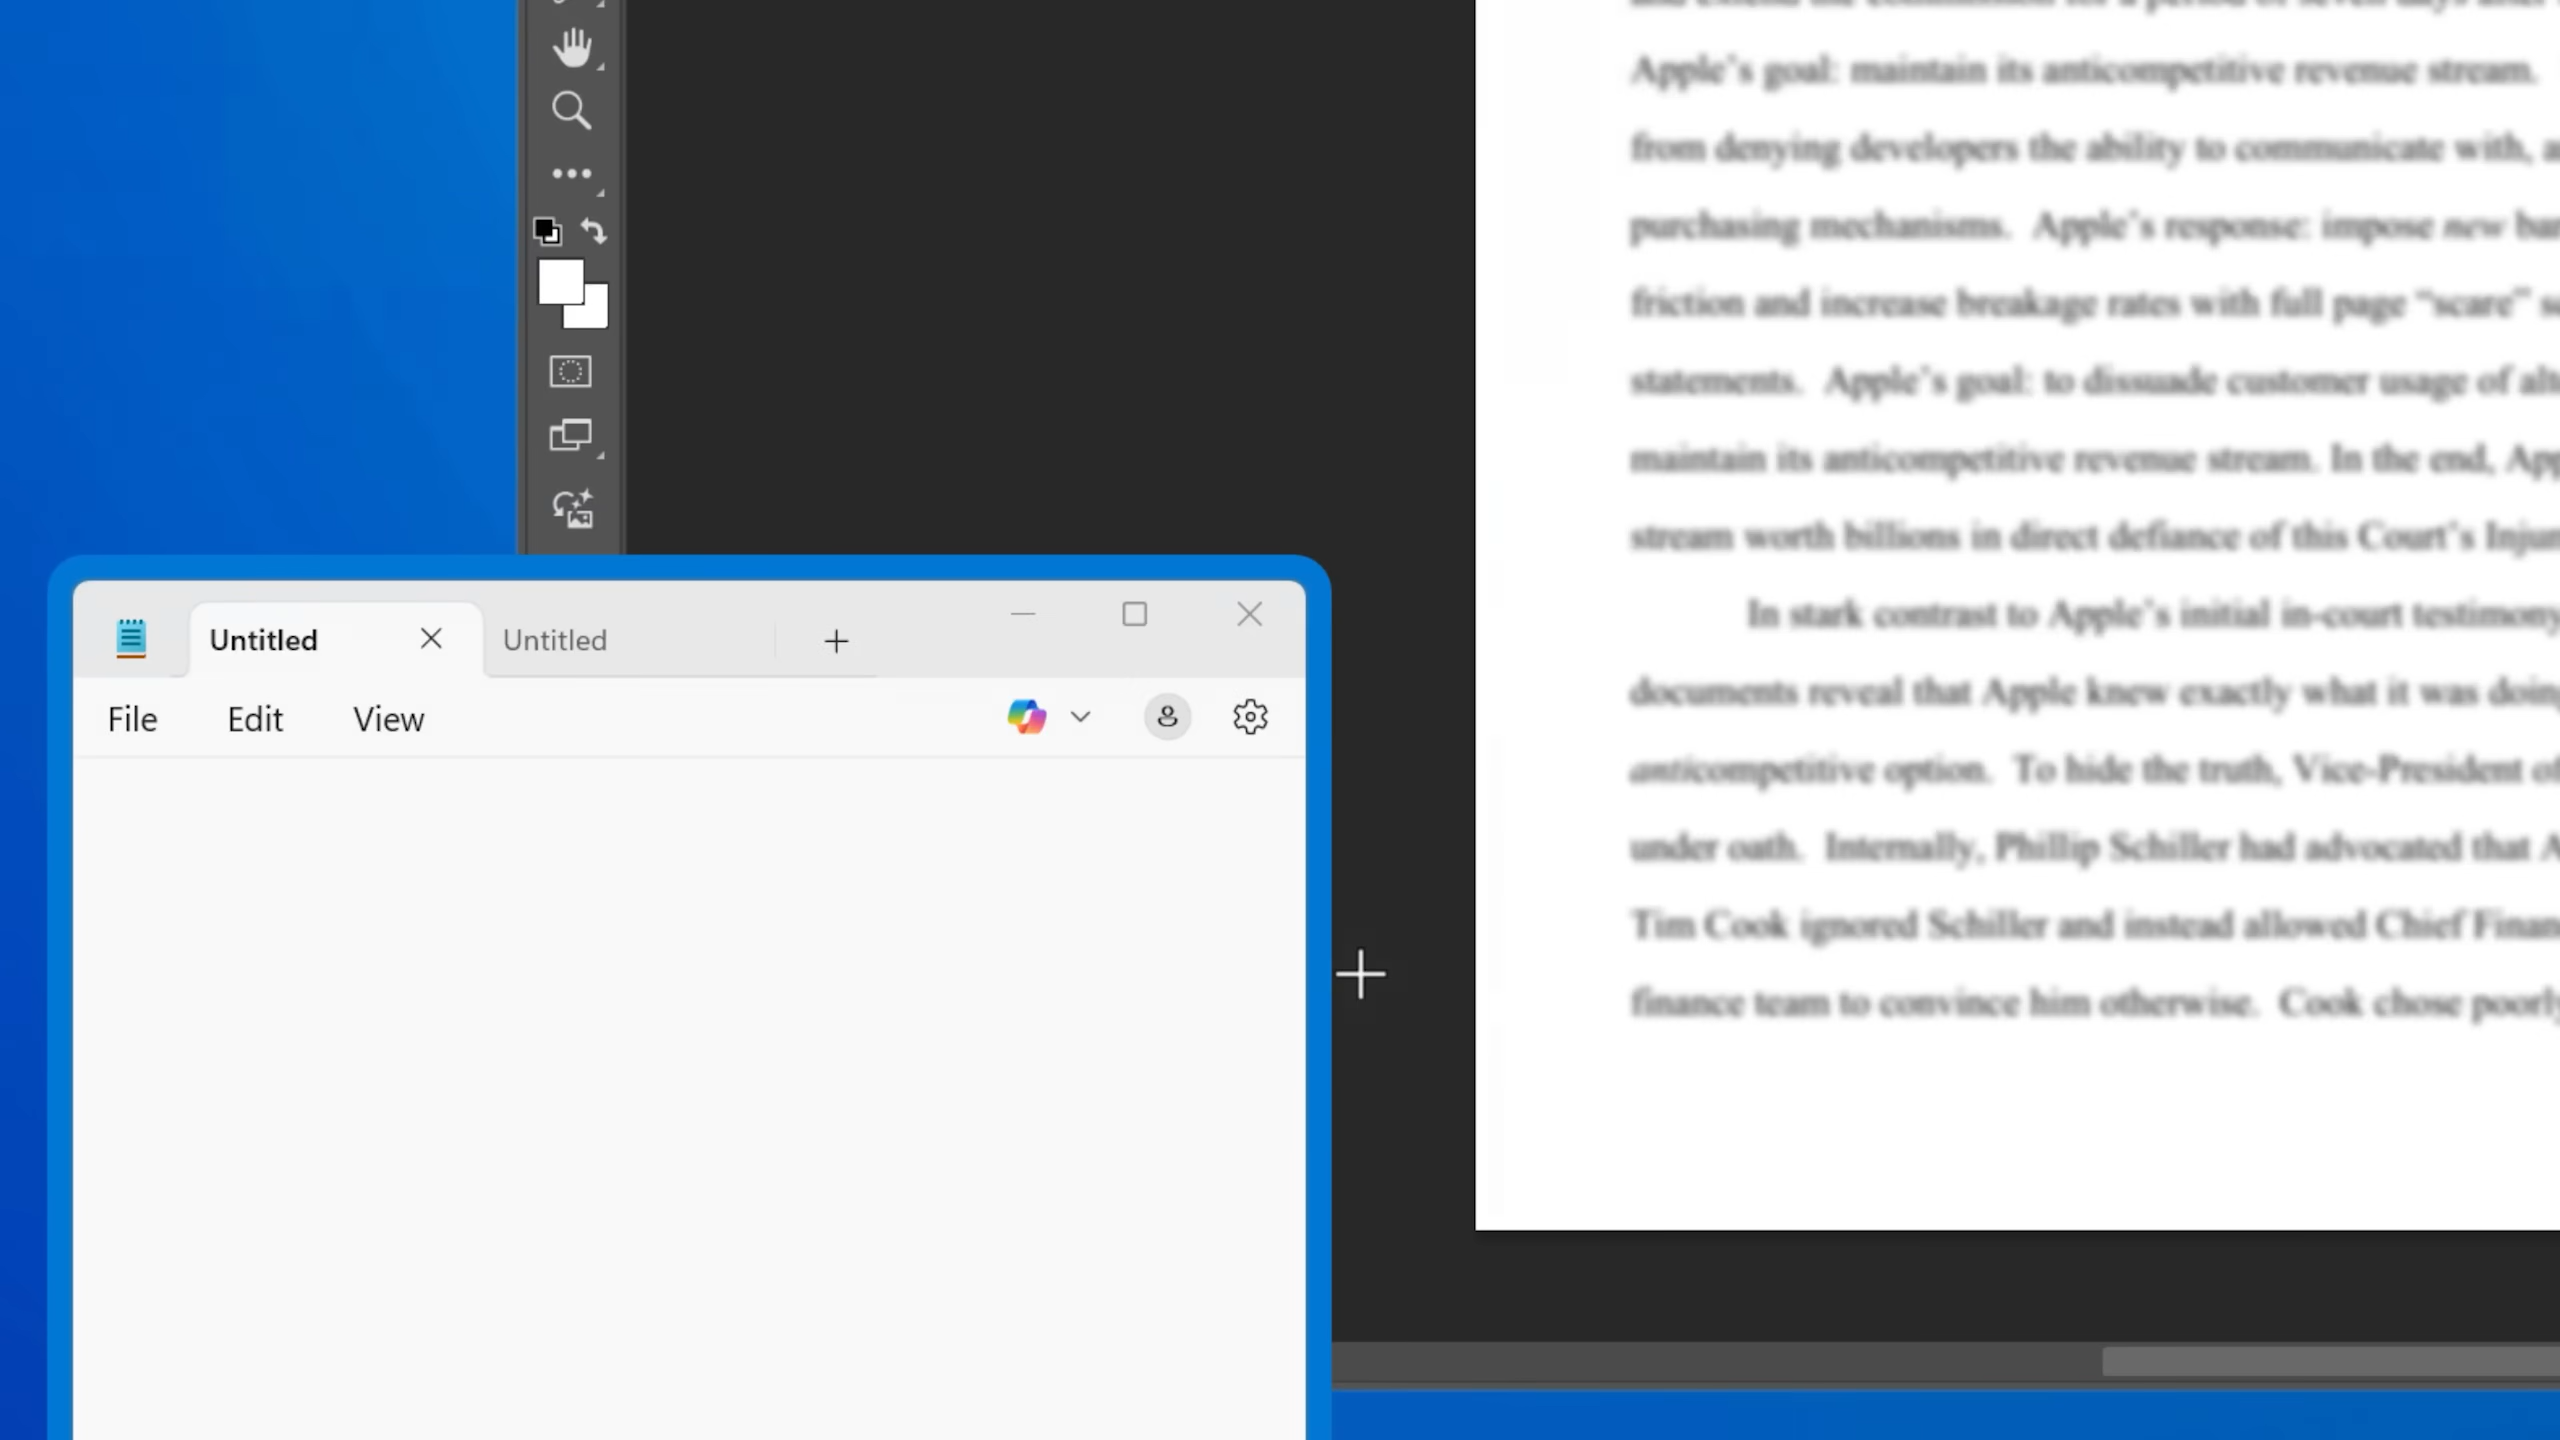 Apple's goal: maintain its anticompetitive revenue stream.
from denying developers the ability to communicate with,
purchasing mechanisms.  Apple's response: impose new
friction and increase breakage rates with full page “scare”
statements.  Apple's goal: to dissuade customer usage of
maintain its anticompetitive revenue stream. In the end,
stream worth billions in direct defiance of this Court's
In stark contrast to Apple's initial in-court testimony
documents reveal that Apple knew exactly what it was
anticompetitive option.  To hide the truth, Vice-President
under oath.  Internally, Phillip Schiller had advocated that
Tim Cook ignored Schiller and instead allowed Chief
finance team to convince him otherwise.  Cook chose
Untitled
Untitled
File Edit View